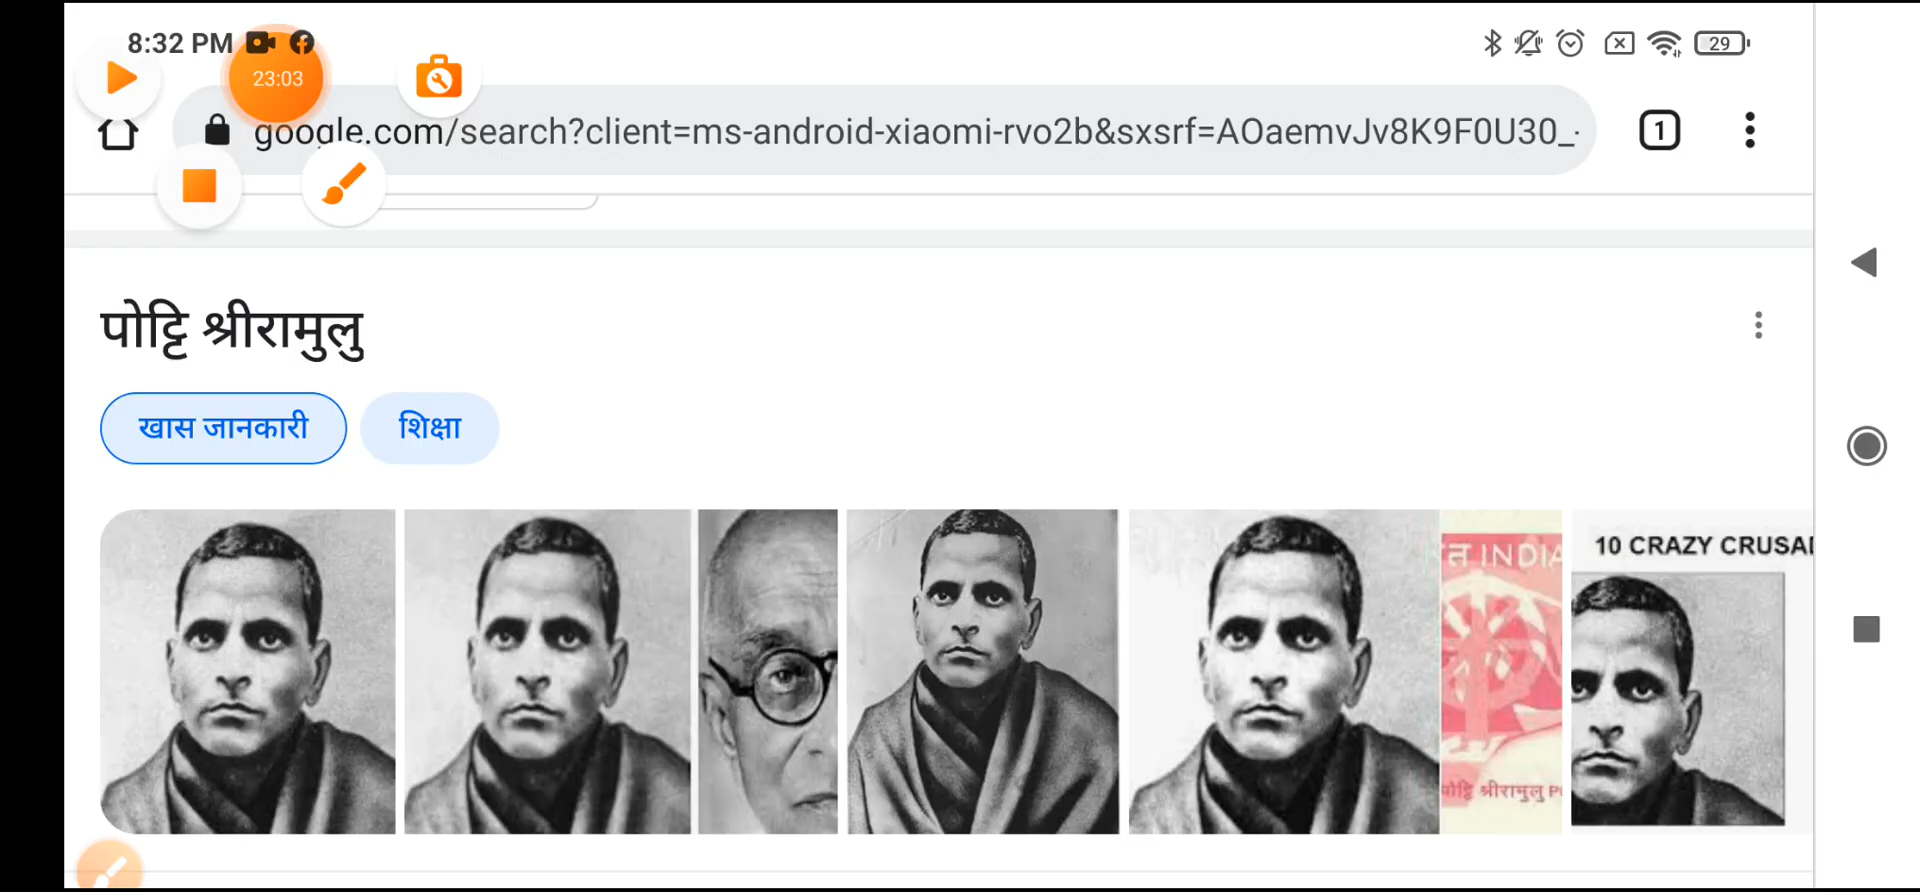 8:32 PM
23:03
29
google.com/search?client=ms-android-xiaomi-rvo2b&sxsrf=AOaemvJv8K9F0U30_-
1
पोट्टि श्रीरामुलु
खास जानकारी
शिक्षा
INDIA
पोट्टि श्रीरामुलु
10 CRAZY